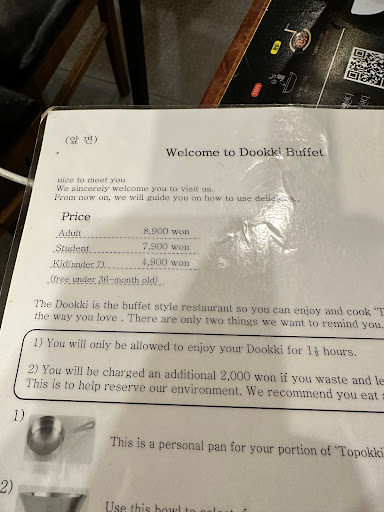 (앞 면)
Welcome to Dookki Buffet
nice to meet you
We sincerely welcome you to visit us.
From now on, we will guide you on how to use
Price
Adult 8,900 won
Student 7,900 won
Kid(under 7) 4,900 won
(free under 36-month old)
The Dookki is the buffet style restaurant so you can enjoy and cook
the way you love . There are only two things we want to remind you.
1) You will only be allowed to enjoy your Dookki for 1½ hours.
2) You will be charged an additional 2,000 won if you waste and
This is to help reserve our environment. We recommend you eat
1)
This is a personal pan for your portion of 'Topokki
2)
Use this bowl to select